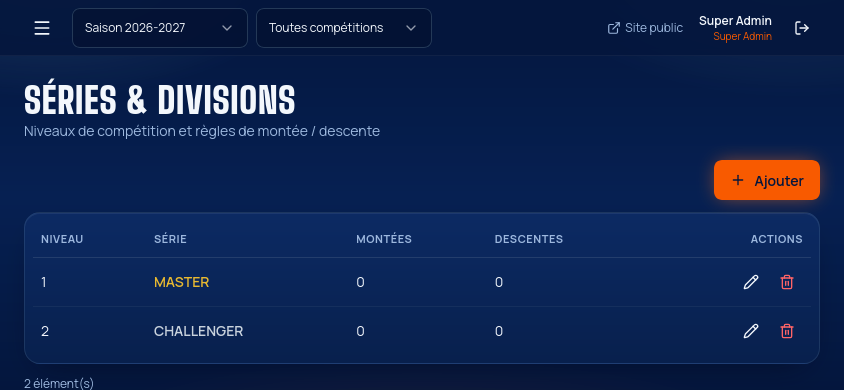 Saison 2026-2027 Toutes compétitions Site public Super Admin
Super Admin
SÉRIES & DIVISIONS
Niveaux de compétition et règles de montée / descente
Ajouter
NIVEAU SÉRIE MONTÉES DESCENTES ACTIONS
1 MASTER 0 0
2 CHALLENGER 0 0
2 élément(s)